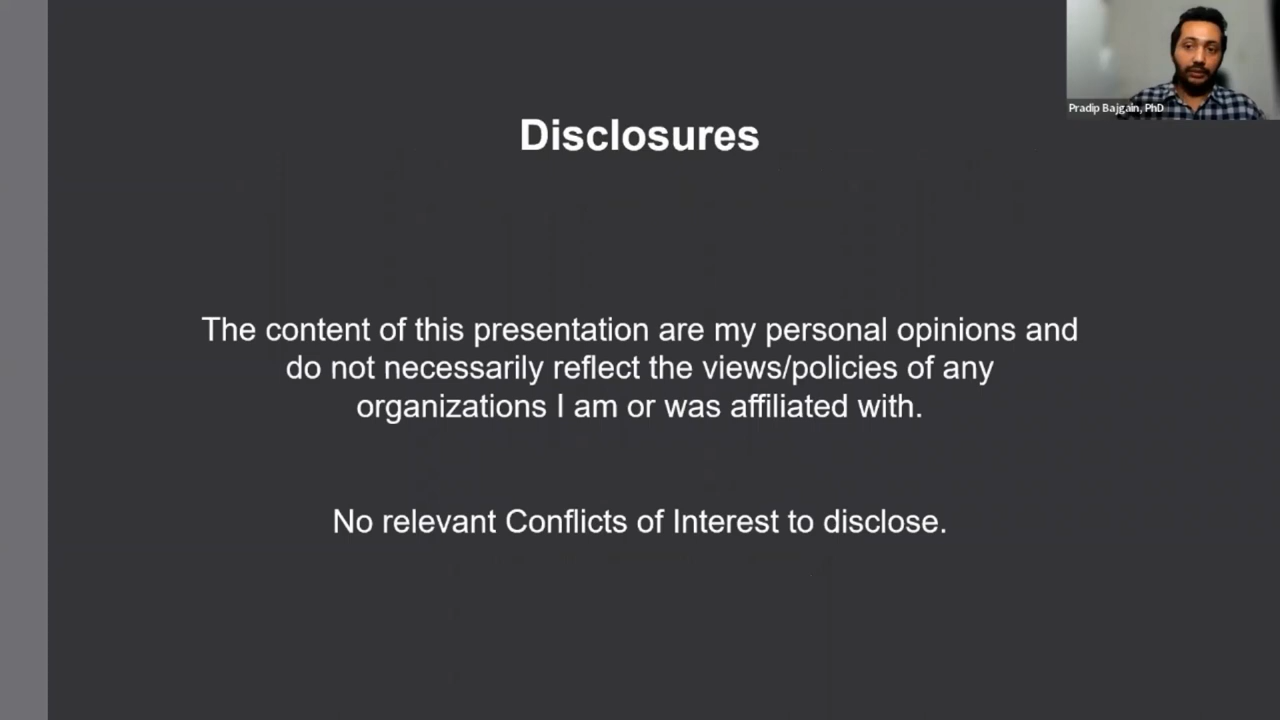 Pradip Bajgain, PhD
Disclosures
The content of this presentation are my personal opinions and
do not necessarily reflect the views/policies of any
organizations I am or was affiliated with.
No relevant Conflicts of Interest to disclose.